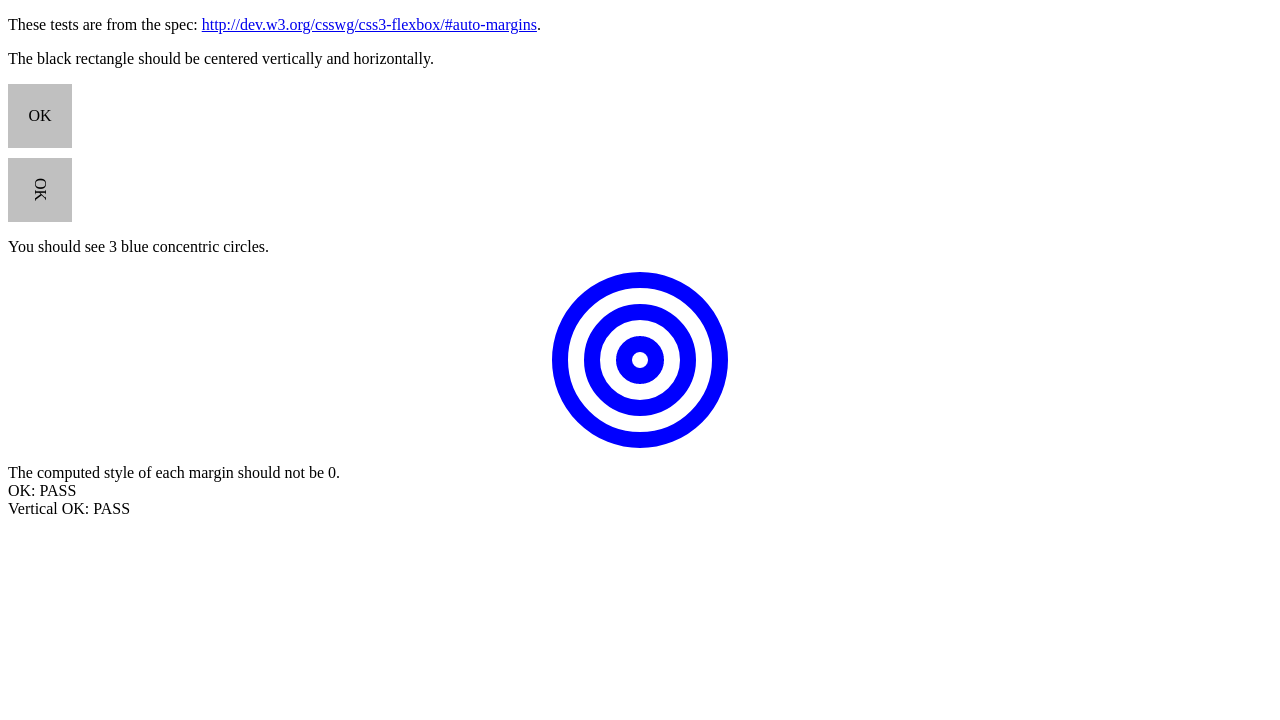 These tests are from the spec: http://dev.w3.org/csswg/css3-flexbox/#auto-margins.
The black rectangle should be centered vertically and horizontally.
OK
OK
You should see 3 blue concentric circles.
The computed style of each margin should not be 0.
OK: PASS
Vertical OK: PASS